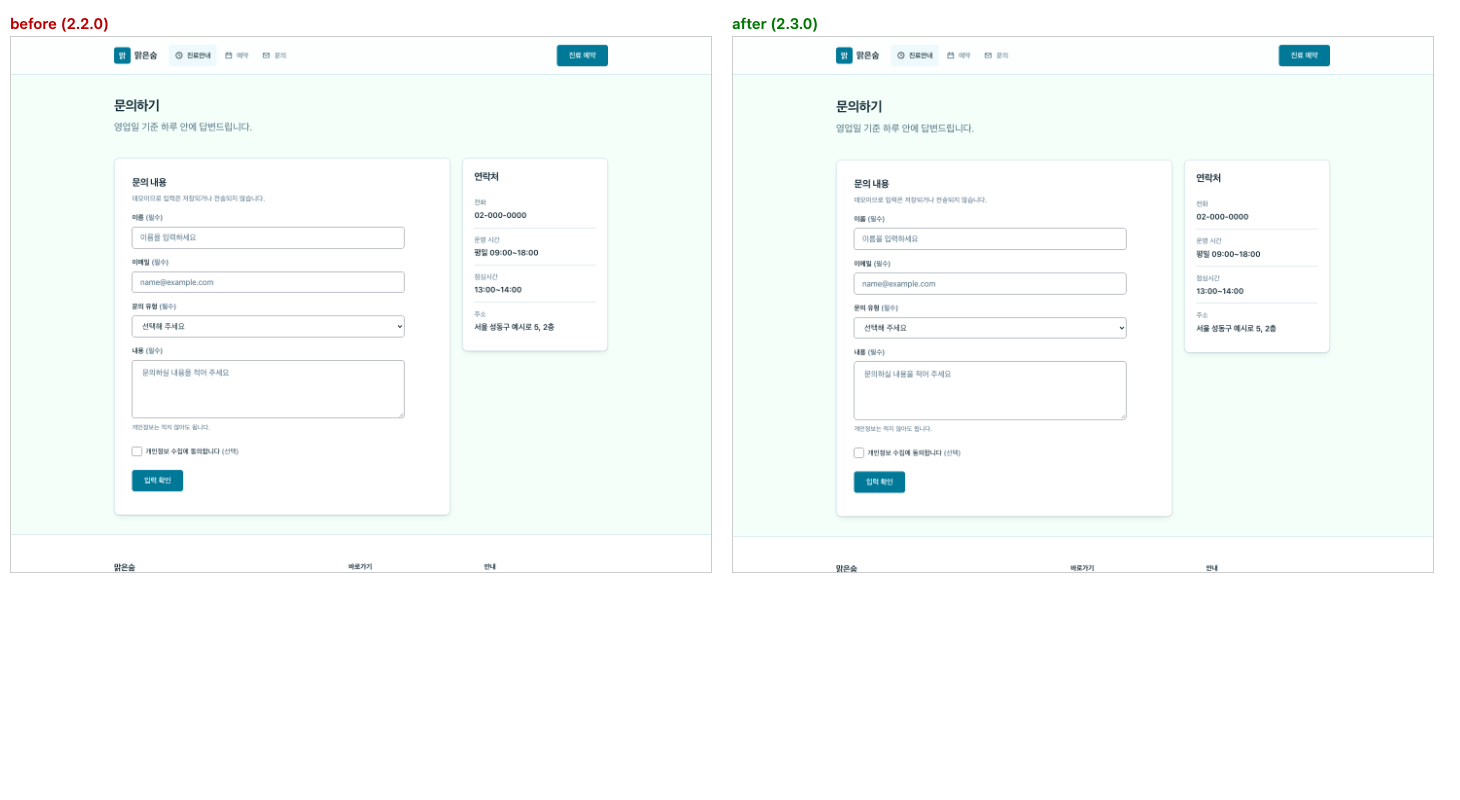 before (2.2.0)
맑 맑은숨 진료안내 예약 문의 진료 예약
문의하기
영업일 기준 하루 안에 답변드립니다.
문의 내용
데모이므로 입력은 저장되거나 전송되지 않습니다.
이름 (필수)
이름을 입력하세요
이메일 (필수)
name@example.com
문의 유형 (필수)
선택해 주세요
내용 (필수)
문의하실 내용을 적어 주세요
개인정보는 적지 않아도 됩니다.
개인정보 수집에 동의합니다 (선택)
입력 확인
연락처
전화
02-000-0000
운영 시간
평일 09:00~18:00
점심시간
13:00~14:00
주소
서울 성동구 예시로 5, 2층
맑은숨 바로가기 안내
after (2.3.0)
맑 맑은숨 진료안내 예약 문의 진료 예약
문의하기
영업일 기준 하루 안에 답변드립니다.
문의 내용
데모이므로 입력은 저장되거나 전송되지 않습니다.
이름 (필수)
이름을 입력하세요
이메일 (필수)
name@example.com
문의 유형 (필수)
선택해 주세요
내용 (필수)
문의하실 내용을 적어 주세요
개인정보는 적지 않아도 됩니다.
개인정보 수집에 동의합니다 (선택)
입력 확인
연락처
전화
02-000-0000
운영 시간
평일 09:00~18:00
점심시간
13:00~14:00
주소
서울 성동구 예시로 5, 2층
맑은숨 바로가기 안내